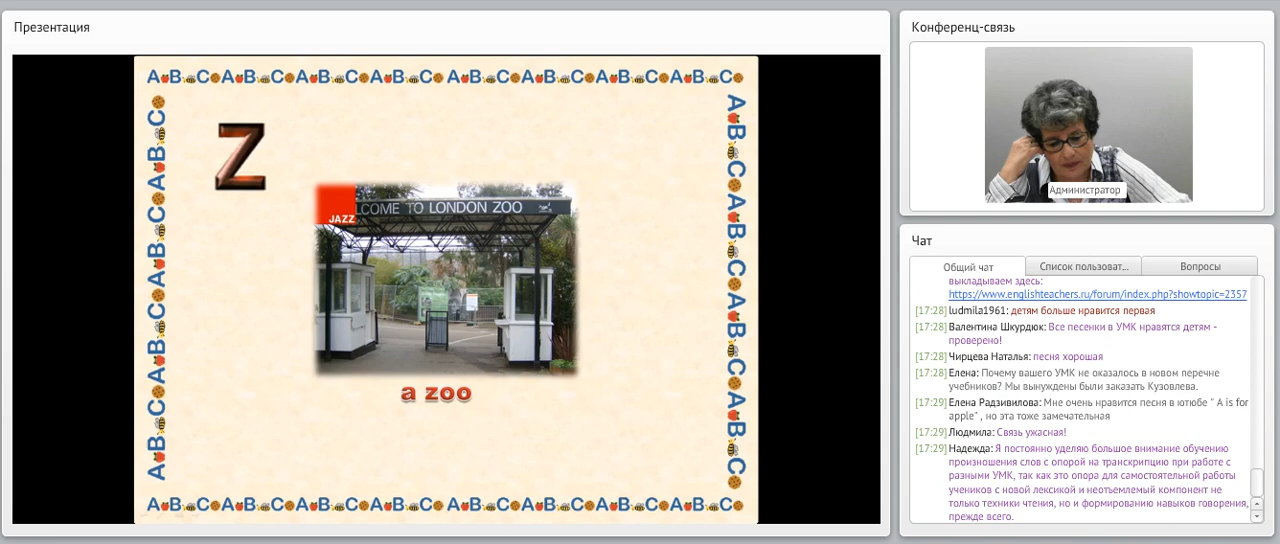 Презентация
A B C A B C A B C A B C A B C A B C A B C A B C
A B C A B C A B C A B C A B C
A B C A B C A B C A B C A B C
Z
LCOME TO LONDON ZOO
JAZZ
a zoo
A B C A B C A B C A B C A B C A B C A B C A B C
Конференц-связь
Администратор
Чат
Общий чат
Список пользоват...
Вопросы
выкладываем здесь:
https://www.englishteachers.ru/forum/index.php?showtopic=2357
[17:28] ludmila1961: детям больше нравится первая
[17:28] Валентина Шкурдюк: Все песенки в УМК нравятся детям -
проверено!
[17:28] Чирцева Наталья: песня хорошая
[17:28] Елена: Почему вашего УМК не оказалось в новом перечне
учебников? Мы вынуждены были заказать Кузовлева.
[17:29] Елена Радзивилова: Мне очень нравится песня в ютюбе " A is for
apple" , но эта тоже замечательная
[17:29] Людмила: Связь ужасная!
[17:29] Надежда: Я постоянно уделяю большое внимание обучению
произношения слов с опорой на транскрипцию при работе с
разными УМК, так как это опора для самостоятельной работы
учеников с новой лексикой и неотъемлемый компонент не
только техники чтения, но и формированию навыков говорения,
прежде всего.